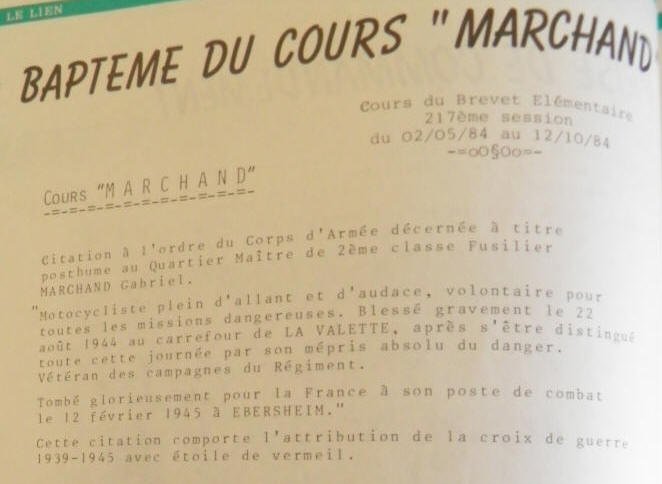 LE LIEN
BAPTEME DU COURS "MARCHAND"
Cours du Brevet Elémentaire
217ème session
du 02/05/84 au 12/10/84
-=oO§Oo=-
COURS "M A R C H A N D"
-=-=-=-=-=-=-=-=-=-=-
Citation à l'ordre du Corps d'Armée décernée à titre
posthume au Quartier Maître de 2ème classe Fusilier
MARCHAND Gabriel.
"Motocycliste plein d'allant et d'audace, volontaire pour
toutes les missions dangereuses. Blessé gravement le 22
août 1944 au carrefour de LA VALETTE, après s'être distingué
toute cette journée par son mépris absolu du danger.
Vétéran des campagnes du Régiment.
Tombé glorieusement pour la France à son poste de combat
le 12 février 1945 à EBERSHEIM."
Cette citation comporte l'attribution de la croix de guerre
1939-1945 avec étoile de vermeil.